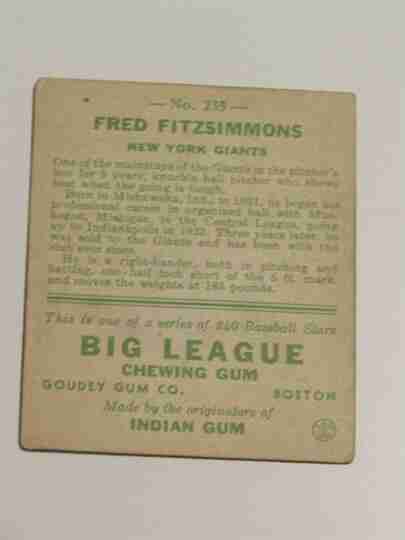 — No. 235 —
FRED FITZSIMMONS
NEW YORK GIANTS
One of the mainstays of the Giants in the pitcher's
box for 8 years, knuckle ball pitcher who shows
best when the going is tough.
Born in Mishawaka, Ind., in 1901, he began his
professional career in organized ball with Mus-
kegon, Michigan, in the Central League, going
up to Indianapolis in 1922. Three years later, he
was sold to the Giants and has been with the
club ever since.
He is a right-hander, both in pitching and
batting, one-half inch short of the 6 ft. mark,
and moves the weights at 185 pounds.
This is one of a series of 240 Baseball Stars
BIG LEAGUE
CHEWING GUM
GOUDEY GUM CO. BOSTON
Made by the originators of
INDIAN GUM